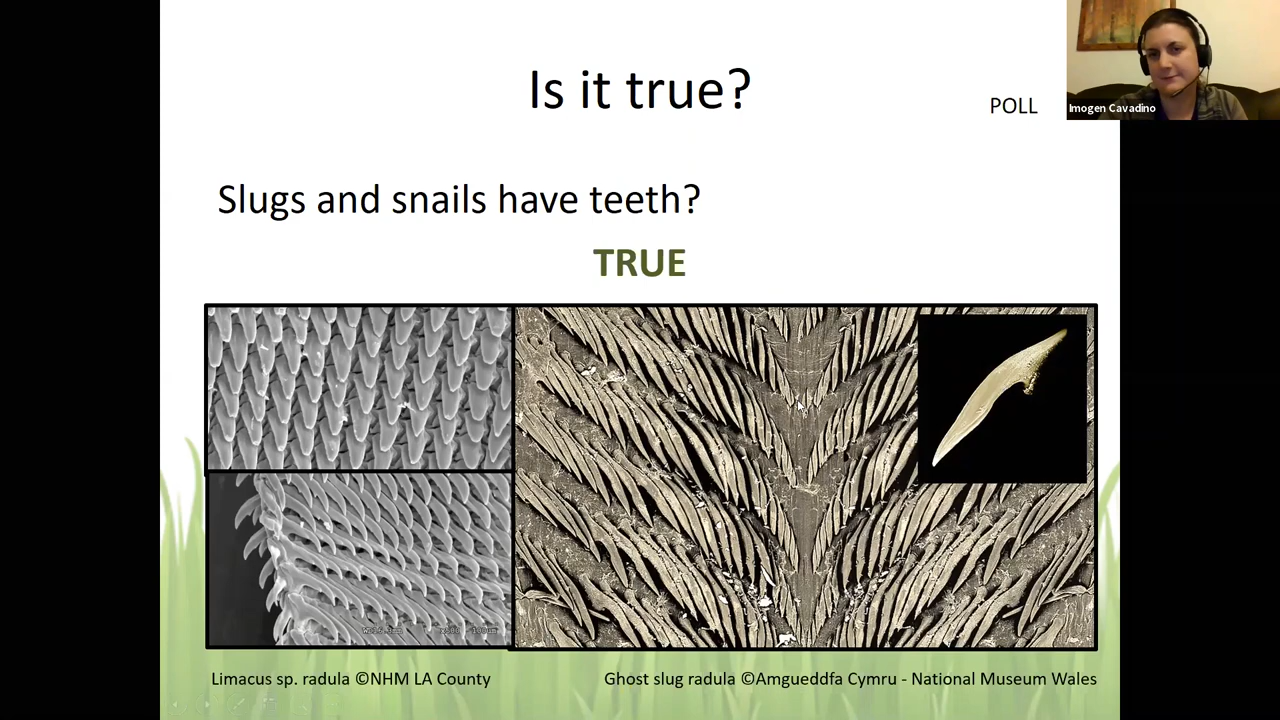 Is it true?
POLL
Imogen Cavadino
Slugs and snails have teeth?
TRUE
Limacus sp. radula ©NHM LA County
Ghost slug radula ©Amgueddfa Cymru - National Museum Wales